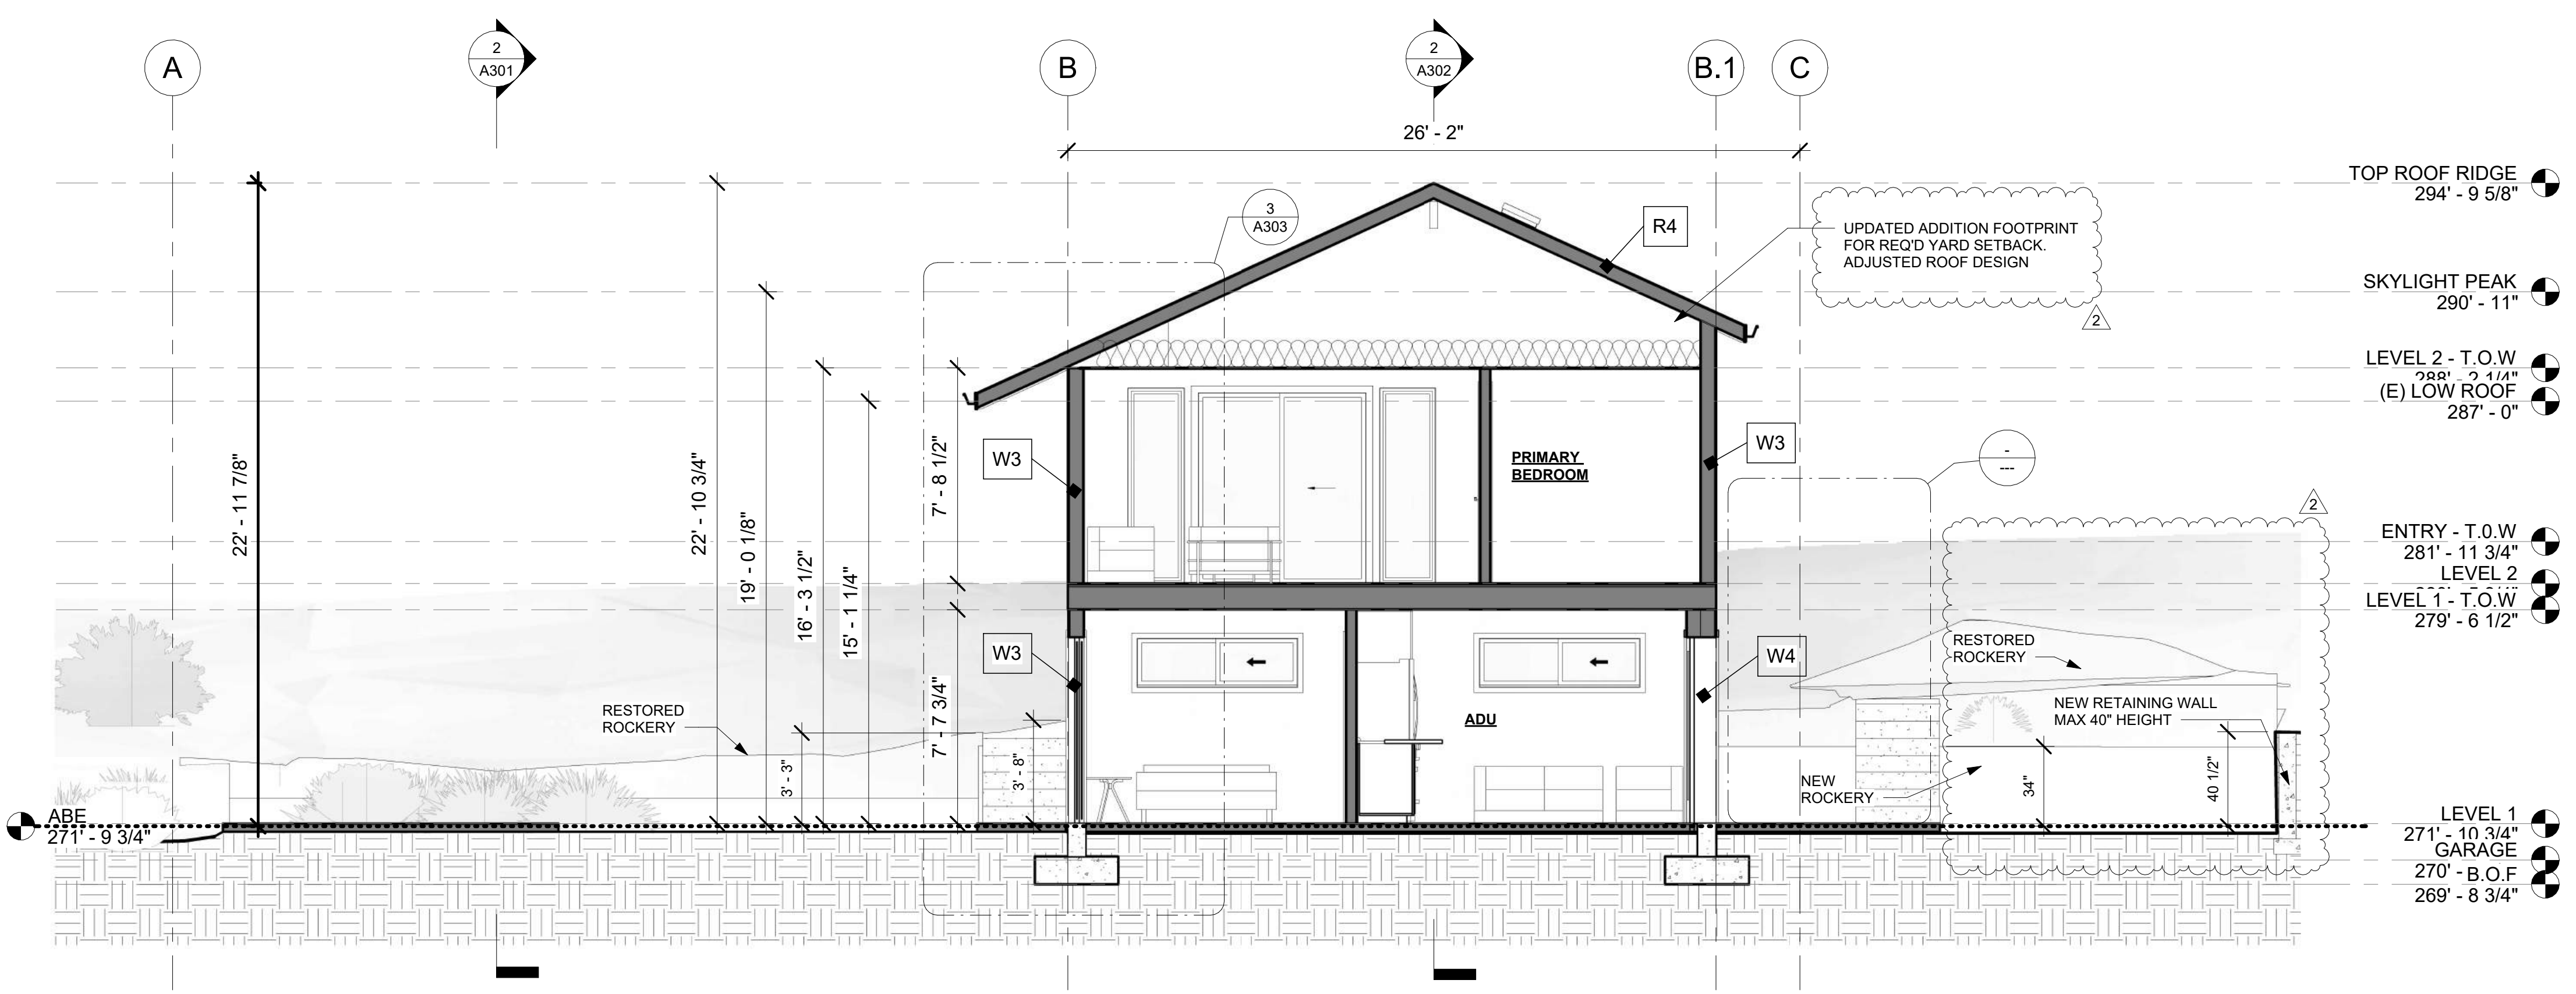 A
2
A301
B
2
A302
B.1
C
26' - 2"
TOP ROOF RIDGE
294' - 9 5/8"
3
A303
R4
UPDATED ADDITION FOOTPRINT
FOR REQ'D YARD SETBACK.
ADJUSTED ROOF DESIGN
2
SKYLIGHT PEAK
290' - 11"
LEVEL 2 - T.O.W
288' - 2 1/4"
(E) LOW ROOF
287' - 0"
22' - 11 7/8"
22' - 10 3/4"
19' - 0 1/8"
16' - 3 1/2"
15' - 1 1/4"
7' - 8 1/2"
W3
PRIMARY
BEDROOM
W3
-
---
2
ENTRY - T.0.W
281' - 11 3/4"
LEVEL 2
LEVEL 1 - T.O.W
279' - 6 1/2"
RESTORED
ROCKERY
3' - 3"
7' - 7 3/4"
3' - 8"
W3
ADU
W4
RESTORED
ROCKERY
NEW RETAINING WALL
MAX 40" HEIGHT
NEW
ROCKERY
34"
40 1/2"
ABE
271' - 9 3/4"
LEVEL 1
271' - 10 3/4"
GARAGE
270' -
B.O.F
269' - 8 3/4"